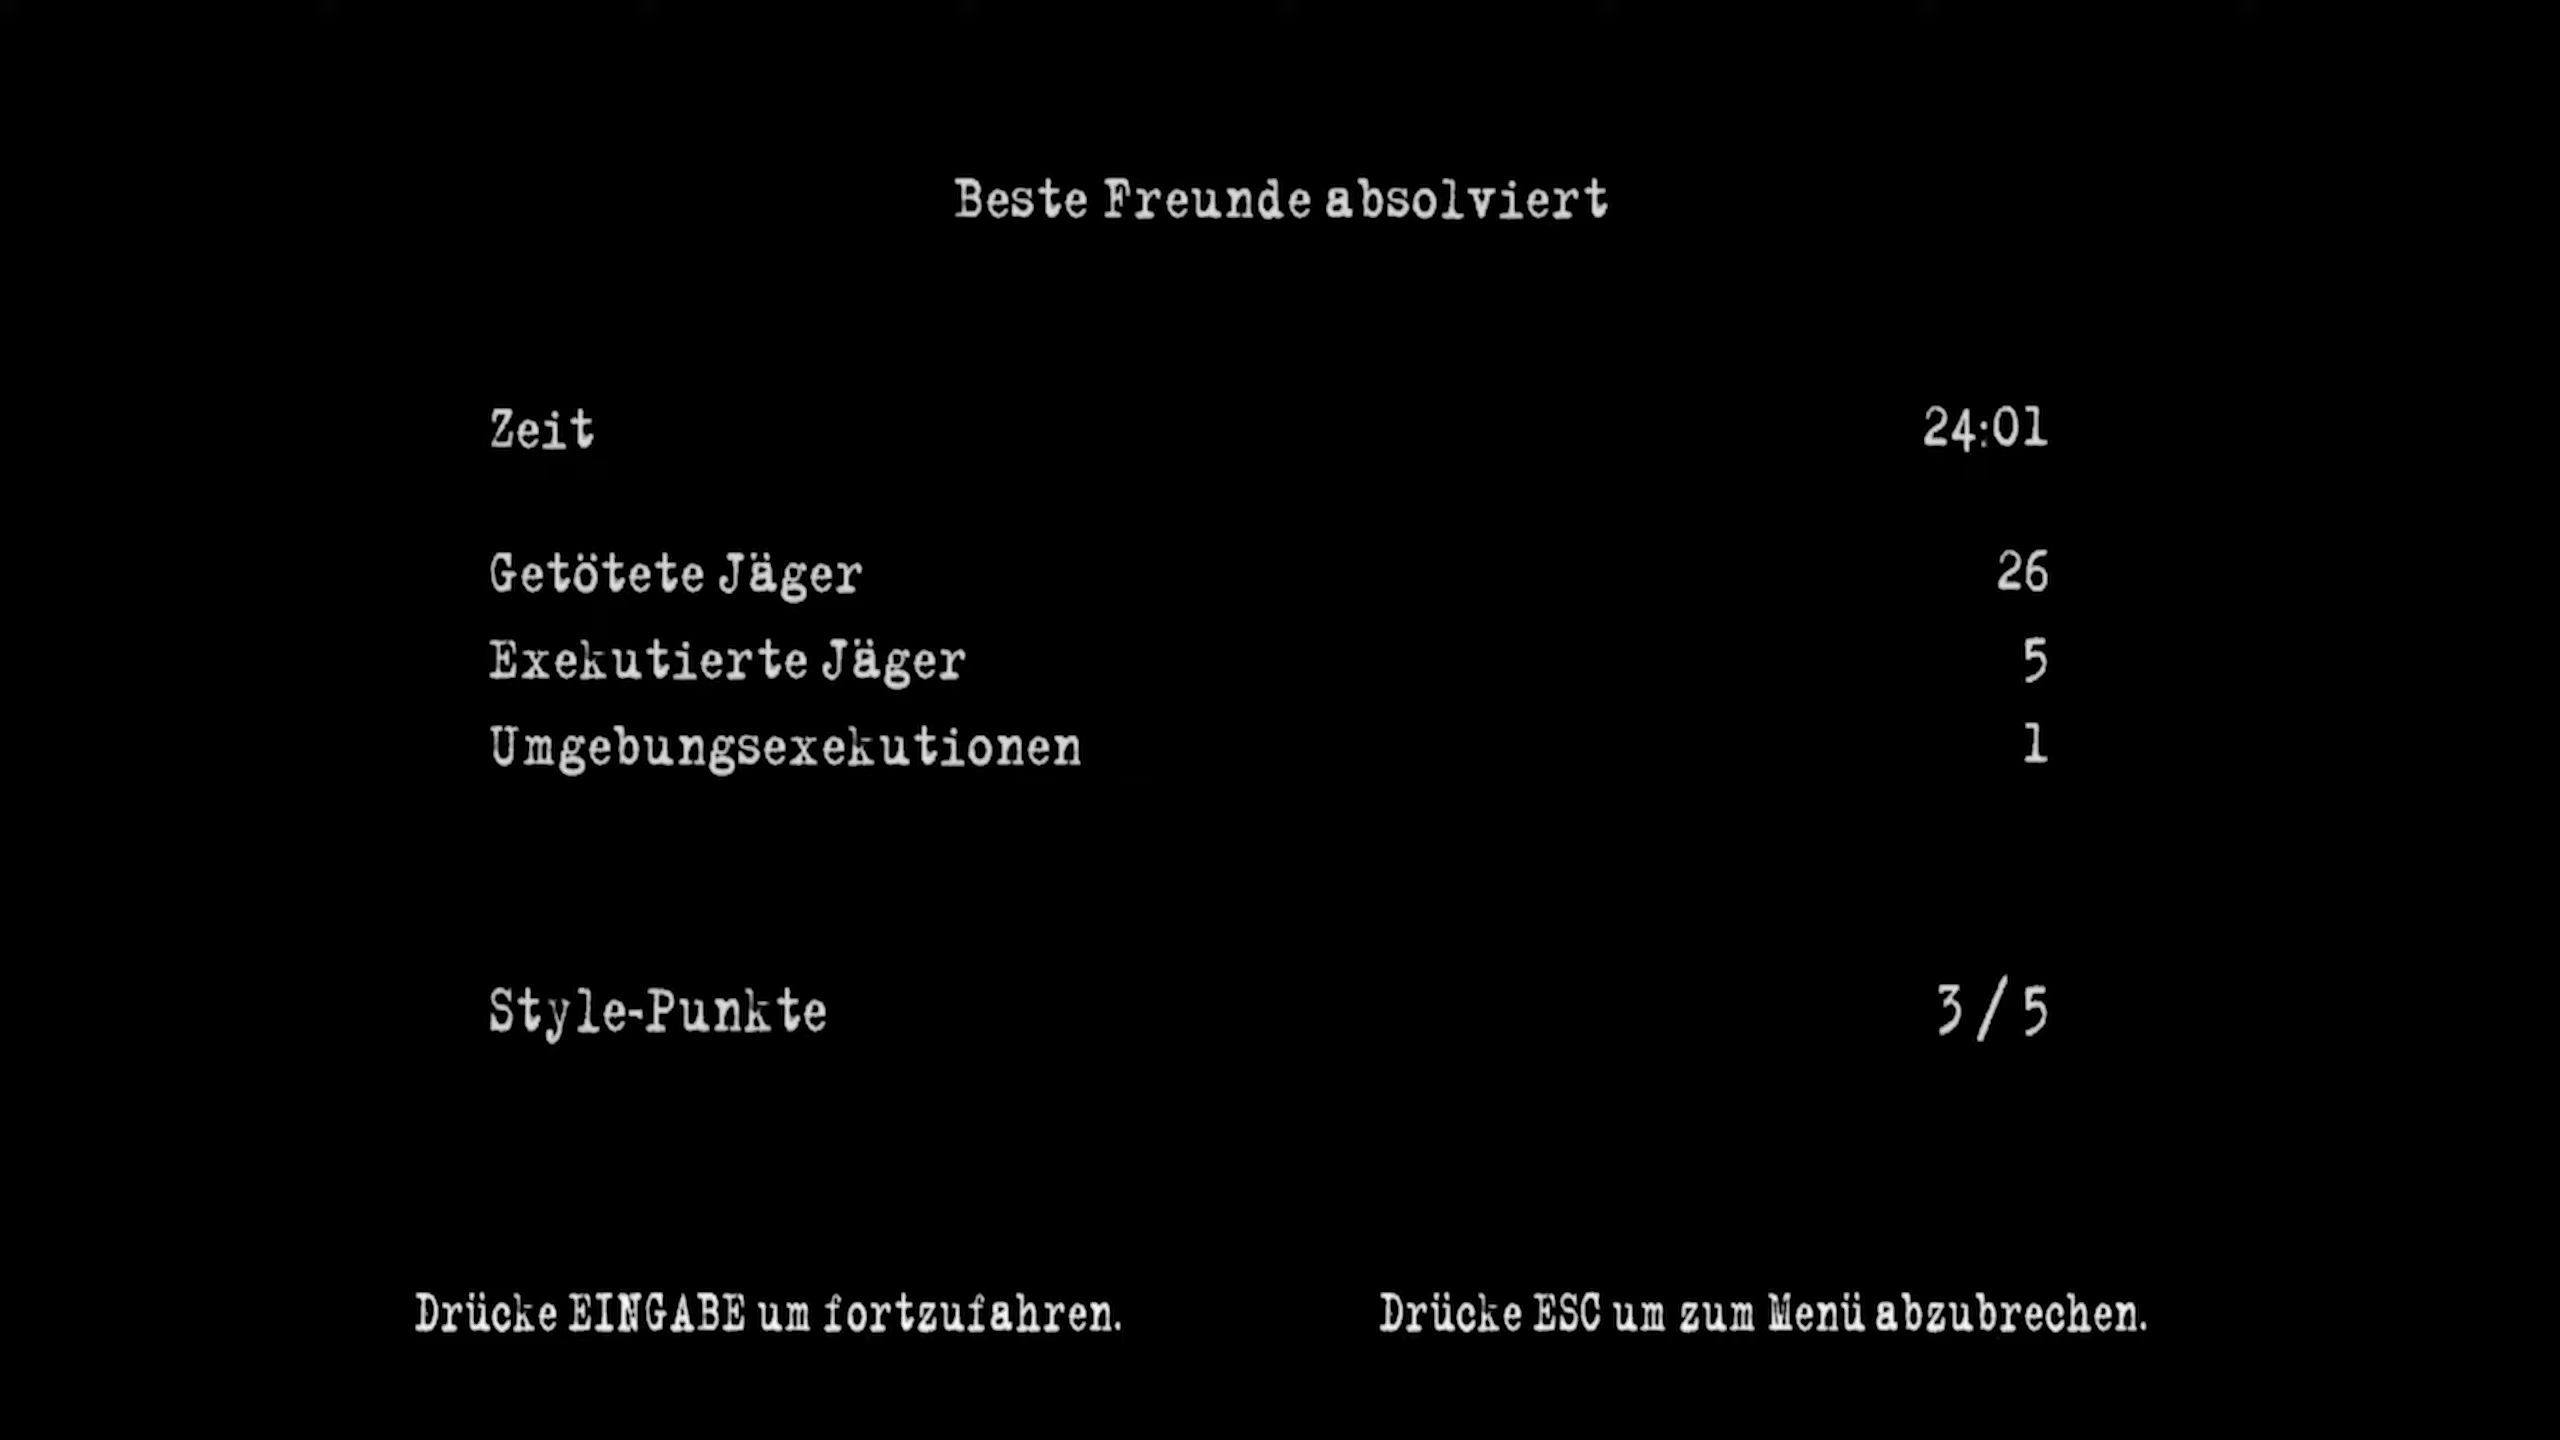 Beste Freunde absolviert
Zeit 24:01
Getötete Jäger 26
Exekutierte Jäger 5
Umgebungsexekutionen 1
Style-Punkte 3/5
Drücke EINGABE um fortzufahren. Drücke ESC um zum Menü abzubrechen.